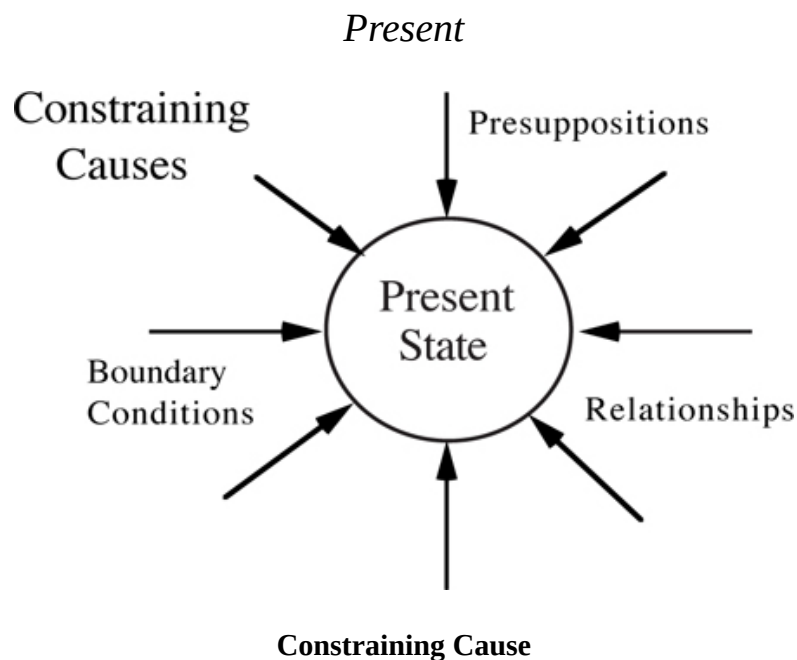 Present
Constraining
Causes
Presuppositions
Present
State
Boundary
Conditions
Relationships
Constraining Cause